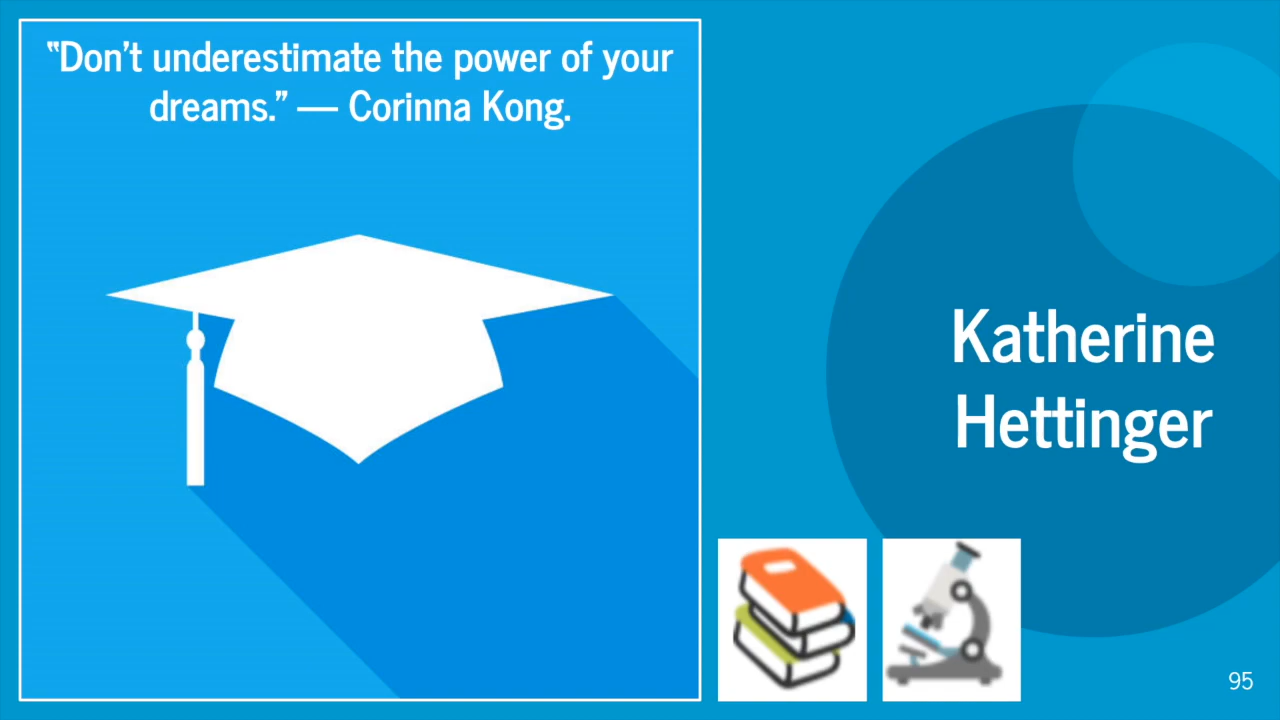 “Don’t underestimate the power of your
dreams.” — Corinna Kong.
Katherine
Hettinger
95